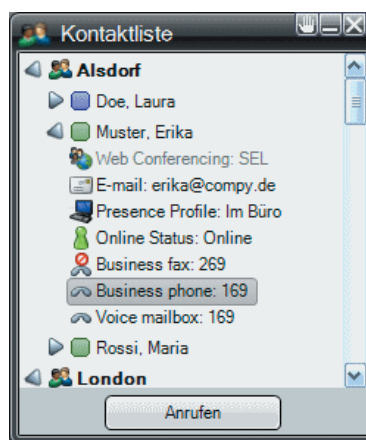 Kontaktliste
Alsdorf
Doe, Laura
Muster, Erika
Web Conferencing: SEL
E-mail: erika@compy.de
Presence Profile: Im Büro
Online Status: Online
Business fax: 269
Business phone: 169
Voice mailbox: 169
Rossi, Maria
London
Anrufen